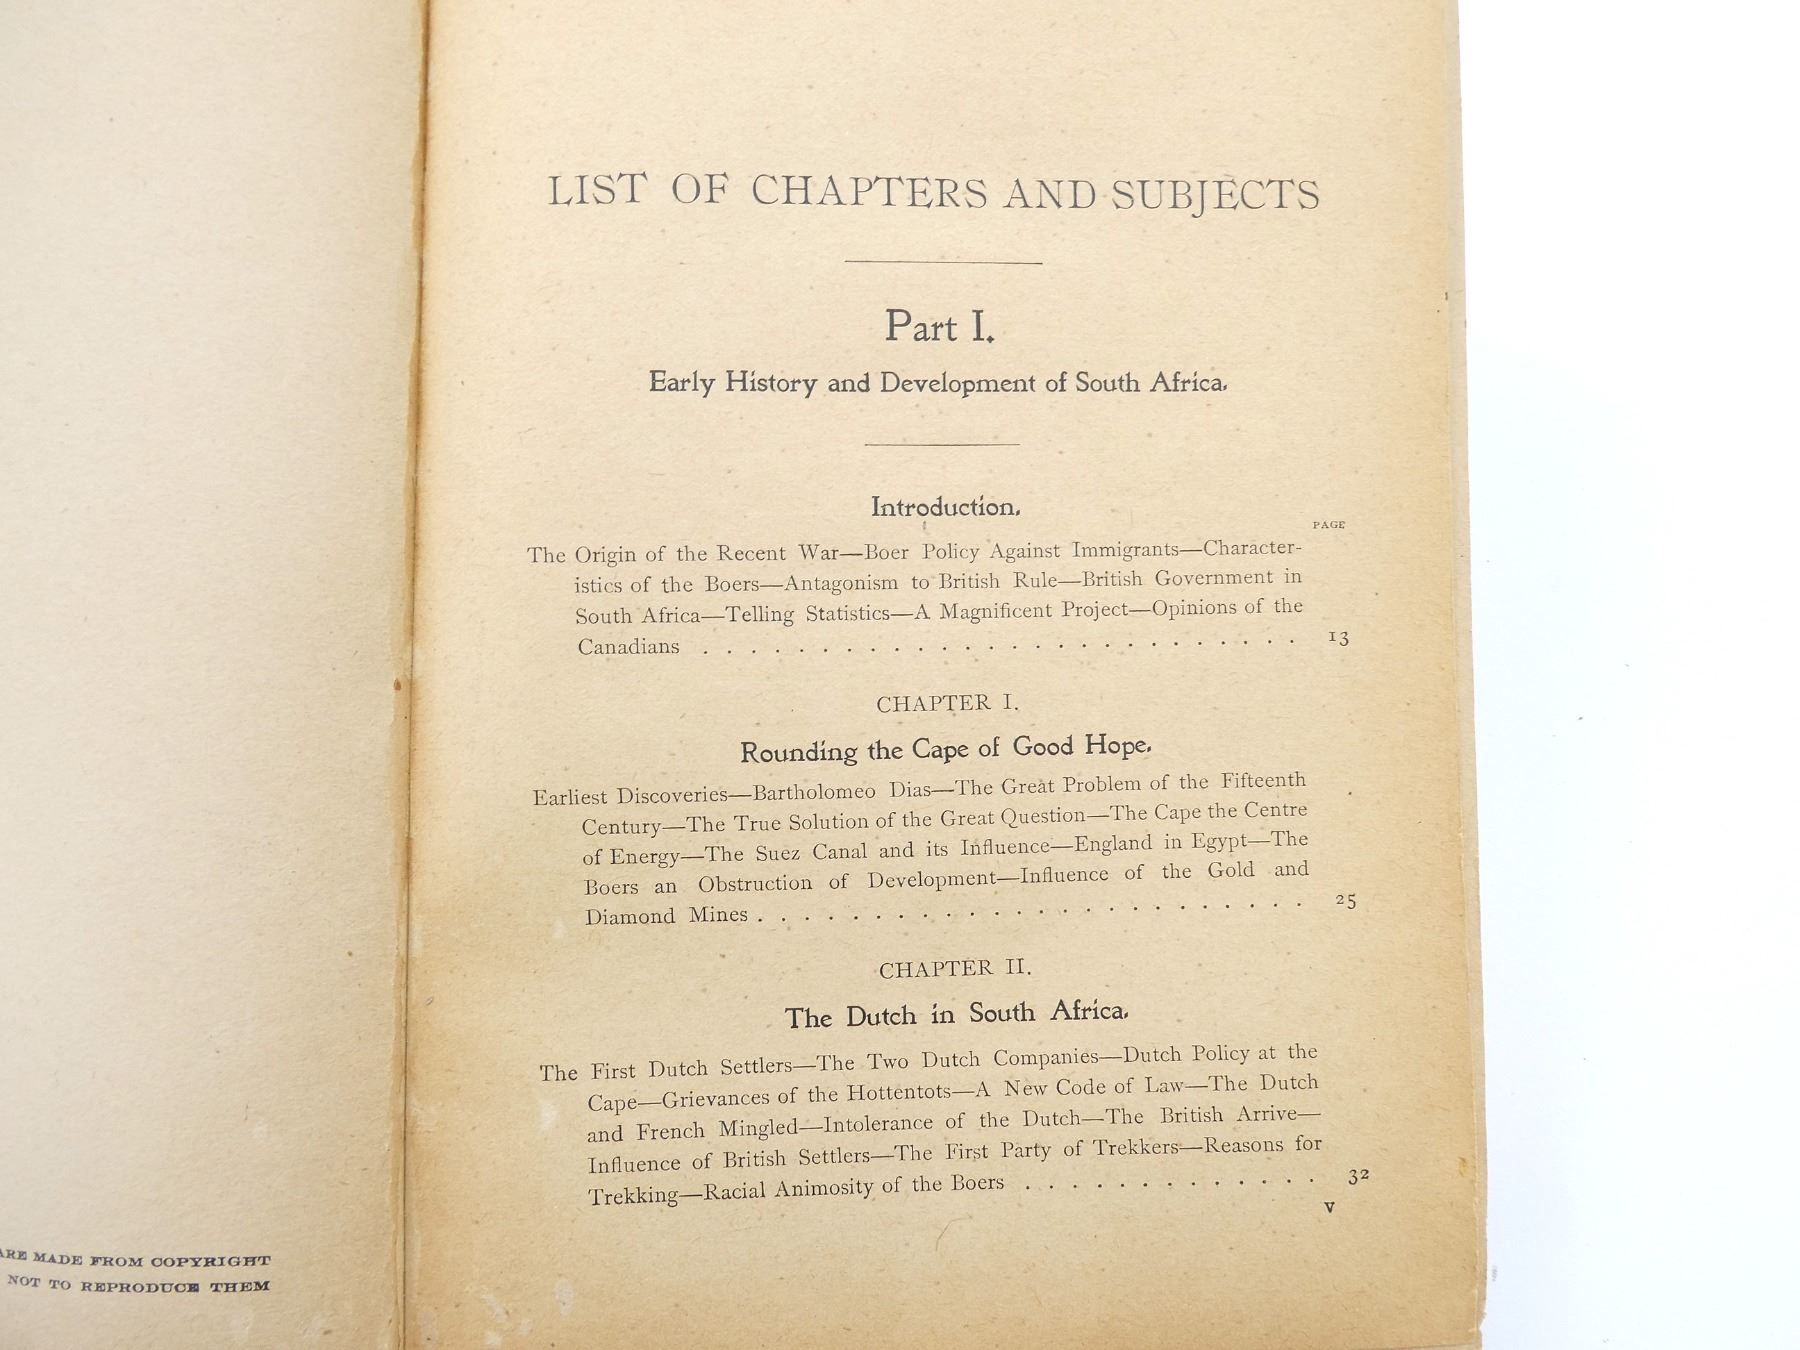 ARE MADE FROM COPYRIGHT
NOT TO REPRODUCE THEM
LIST OF CHAPTERS AND SUBJECTS
Part I.
Early History and Development of South Africa.
Introduction.
PAGE
The Origin of the Recent War—Boer Policy Against Immigrants—Character-
istics of the Boers—Antagonism to British Rule—British Government in
South Africa—Telling Statistics—A Magnificent Project—Opinions of the
Canadians . . . . . . . . . . . . . . . . . . . . . . . . . . 13
CHAPTER I.
Rounding the Cape of Good Hope.
Earliest Discoveries—Bartholomeo Dias—The Great Problem of the Fifteenth
Century—The True Solution of the Great Question—The Cape the Centre
of Energy—The Suez Canal and its Influence—England in Egypt—The
Boers an Obstruction of Development—Influence of the Gold and
Diamond Mines . . . . . . . . . . . . . . . . . . . . . . . . 25
CHAPTER II.
The Dutch in South Africa.
The First Dutch Settlers—The Two Dutch Companies—Dutch Policy at the
Cape—Grievances of the Hottentots—A New Code of Law—The Dutch
and French Mingled—Intolerance of the Dutch—The British Arrive—
Influence of British Settlers—The First Party of Trekkers—Reasons for
Trekking—Racial Animosity of the Boers . . . . . . . . . . . . . 32
v